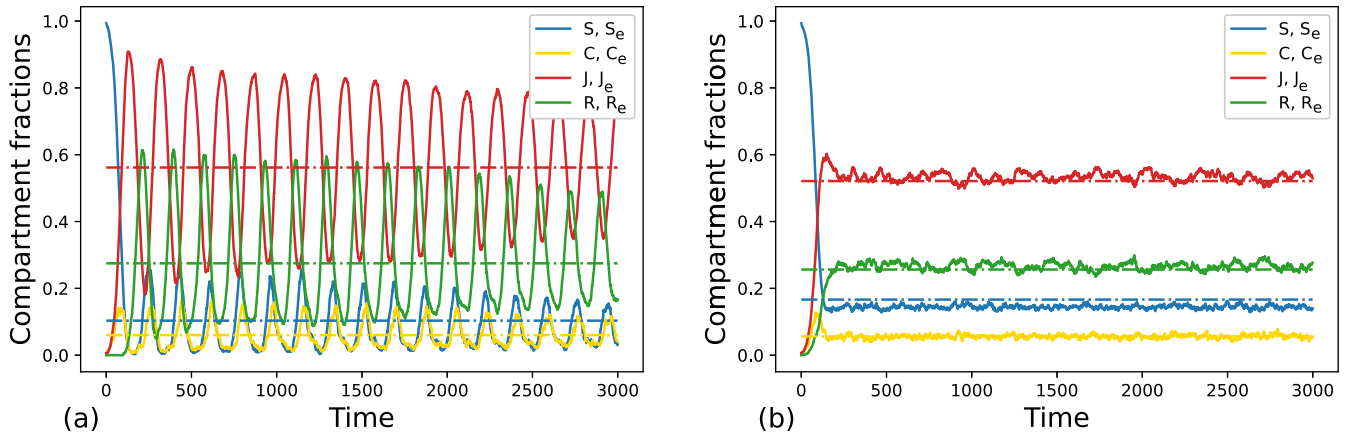 Compartment fractions
1.0
0.8
0.6
0.4
0.2
0.0
S, Se
C, Ce
J, Je
R, Re
0 500 1000 1500 2000 2500 3000
(a) Time
Compartment fractions
1.0
0.8
0.6
0.4
0.2
0.0
S, Se
C, Ce
J, Je
R, Re
0 500 1000 1500 2000 2500 3000
(b) Time